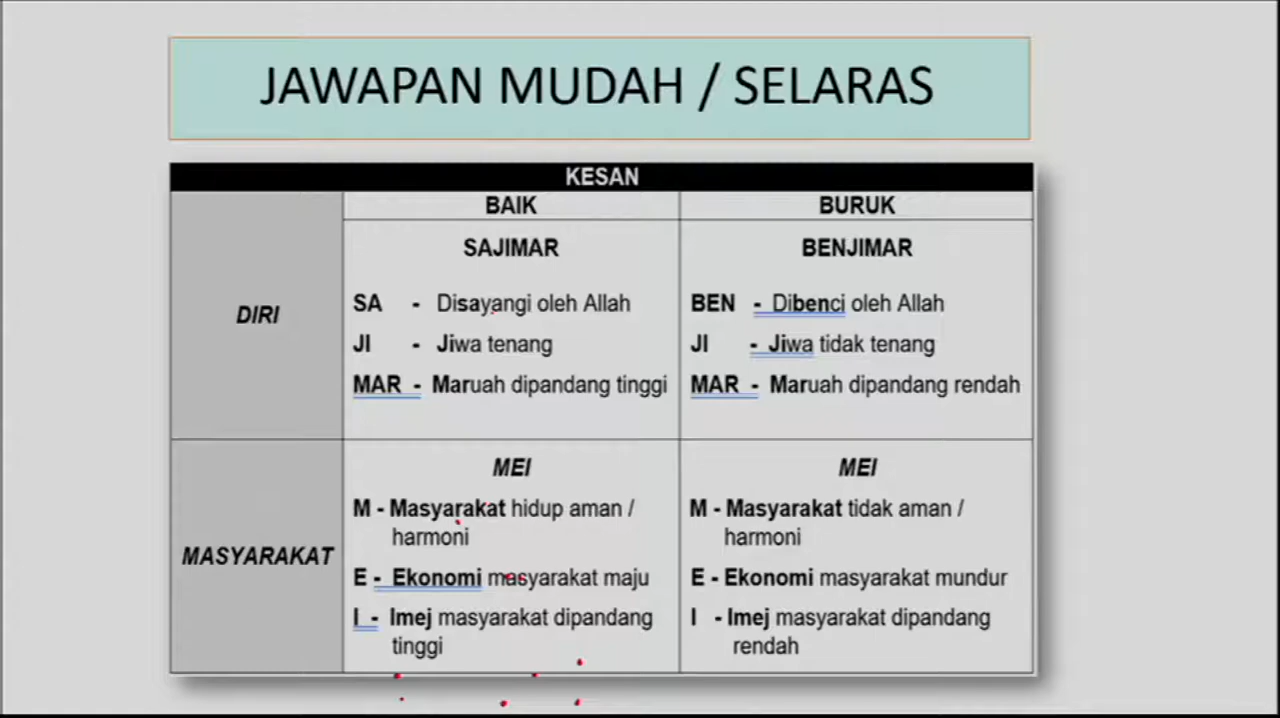 JAWAPAN MUDAH / SELARAS
KESAN
BAIK
BURUK
DIRI
SAJIMAR
SA - Disayangi oleh Allah
JI - Jiwa tenang
MAR - Maruah dipandang tinggi
BENJIMAR
BEN - Dibenci oleh Allah
JI - Jiwa tidak tenang
MAR - Maruah dipandang rendah
MASYARAKAT
MEI
M - Masyarakat hidup aman /
harmoni
E - Ekonomi masyarakat maju
I - Imej masyarakat dipandang
tinggi
MEI
M - Masyarakat tidak aman /
harmoni
E - Ekonomi masyarakat mundur
I - Imej masyarakat dipandang
rendah